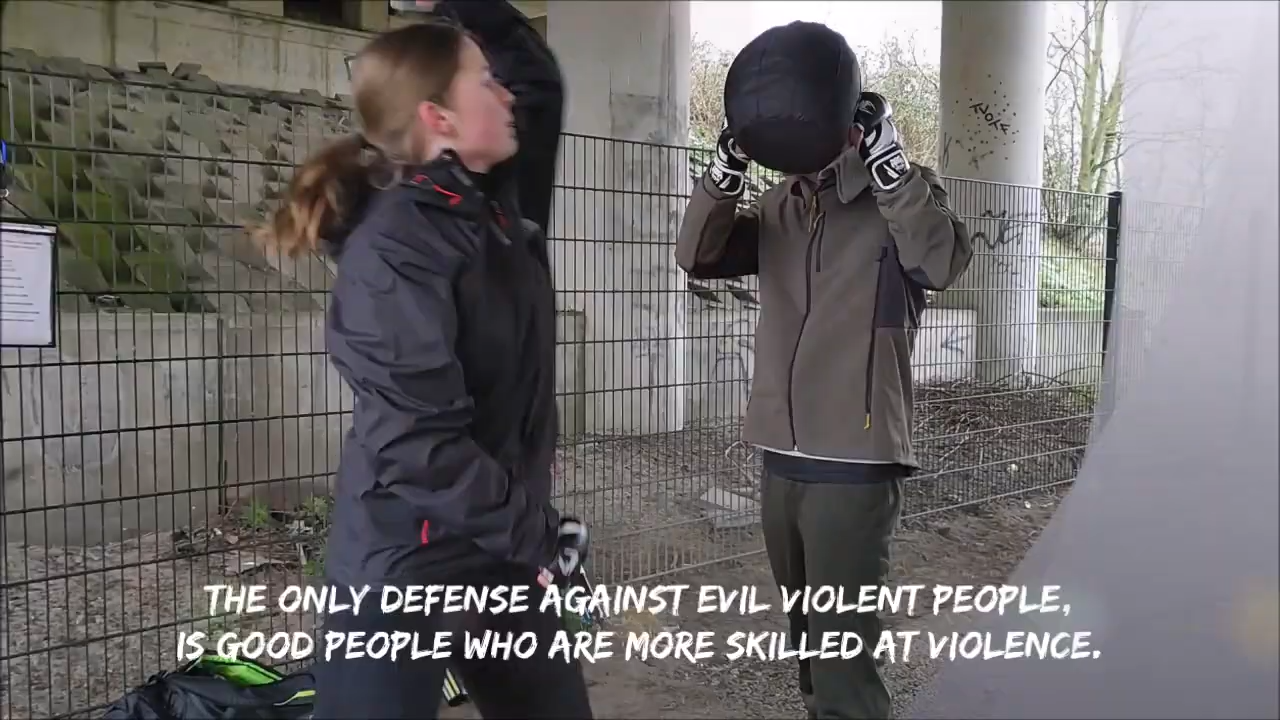 THE ONLY DEFENSE AGAINST EVIL VIOLENT PEOPLE,
IS GOOD PEOPLE WHO ARE MORE SKILLED AT VIOLENCE.